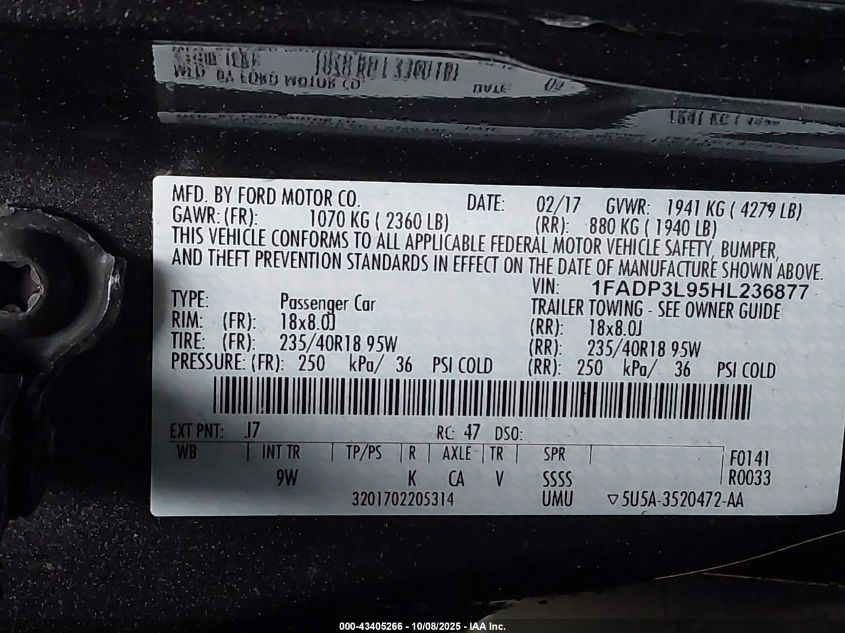 MFD. BY FORD MOTOR CO. DATE: 02/17 GVWR: 1941 KG ( 4279 LB)
GAWR: (FR): 1070 KG ( 2360 LB) (RR): 880 KG ( 1940 LB)
THIS VEHICLE CONFORMS TO ALL APPLICABLE FEDERAL MOTOR VEHICLE SAFETY, BUMPER,
AND THEFT PREVENTION STANDARDS IN EFFECT ON THE DATE OF MANUFACTURE SHOWN ABOVE.
VIN: 1FADP3L95HL236877
TYPE: Passenger Car TRAILER TOWING - SEE OWNER GUIDE
RIM: (FR): 18x8.0J (RR): 18x8.0J
TIRE: (FR): 235/40R18 95W (RR): 235/40R18 95W
PRESSURE: (FR): 250 kPa/ 36 PSI COLD (RR): 250 kPa/ 36 PSI COLD
EXT PNT: J7 RC: 47 DSO:
WB INT TR TP/PS R AXLE TR SPR F0141
9W K CA V SSSS R0033
3201702205314 UMU ▽5U5A-3520472-AA
000-43405266 - 10/08/2025 - IAA Inc.